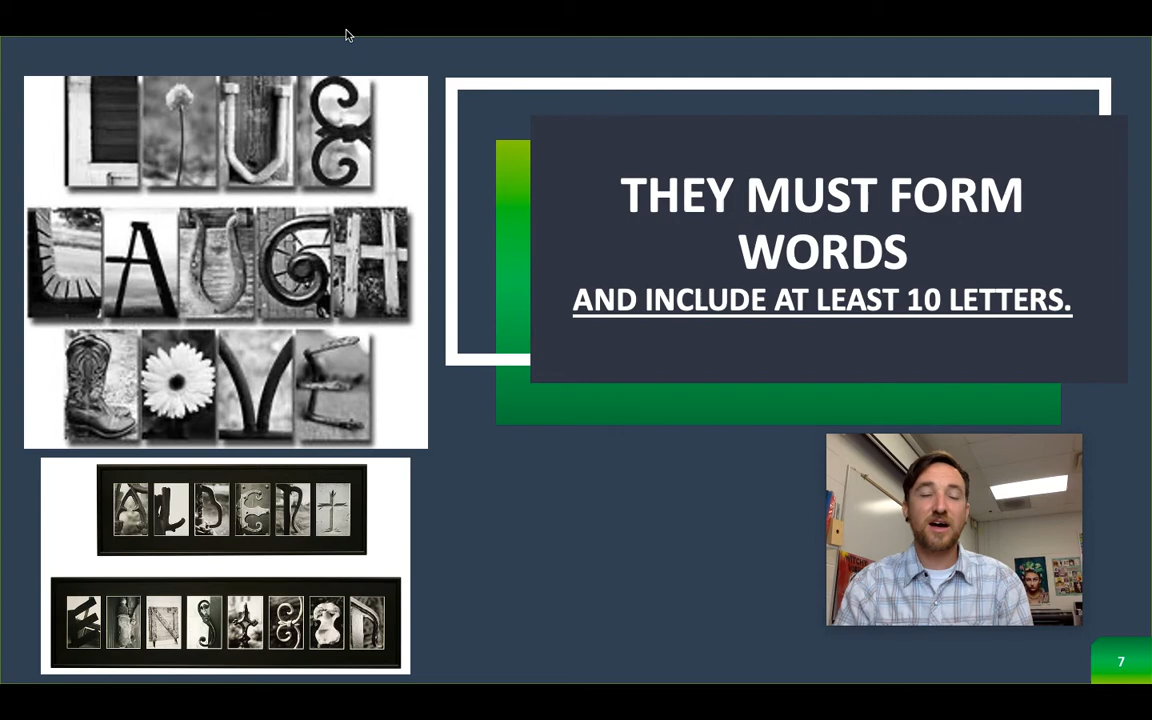 LIVE
LAUGH
LOVE
ALBERT
THEY MUST FORM
WORDS
AND INCLUDE AT LEAST 10 LETTERS.
7